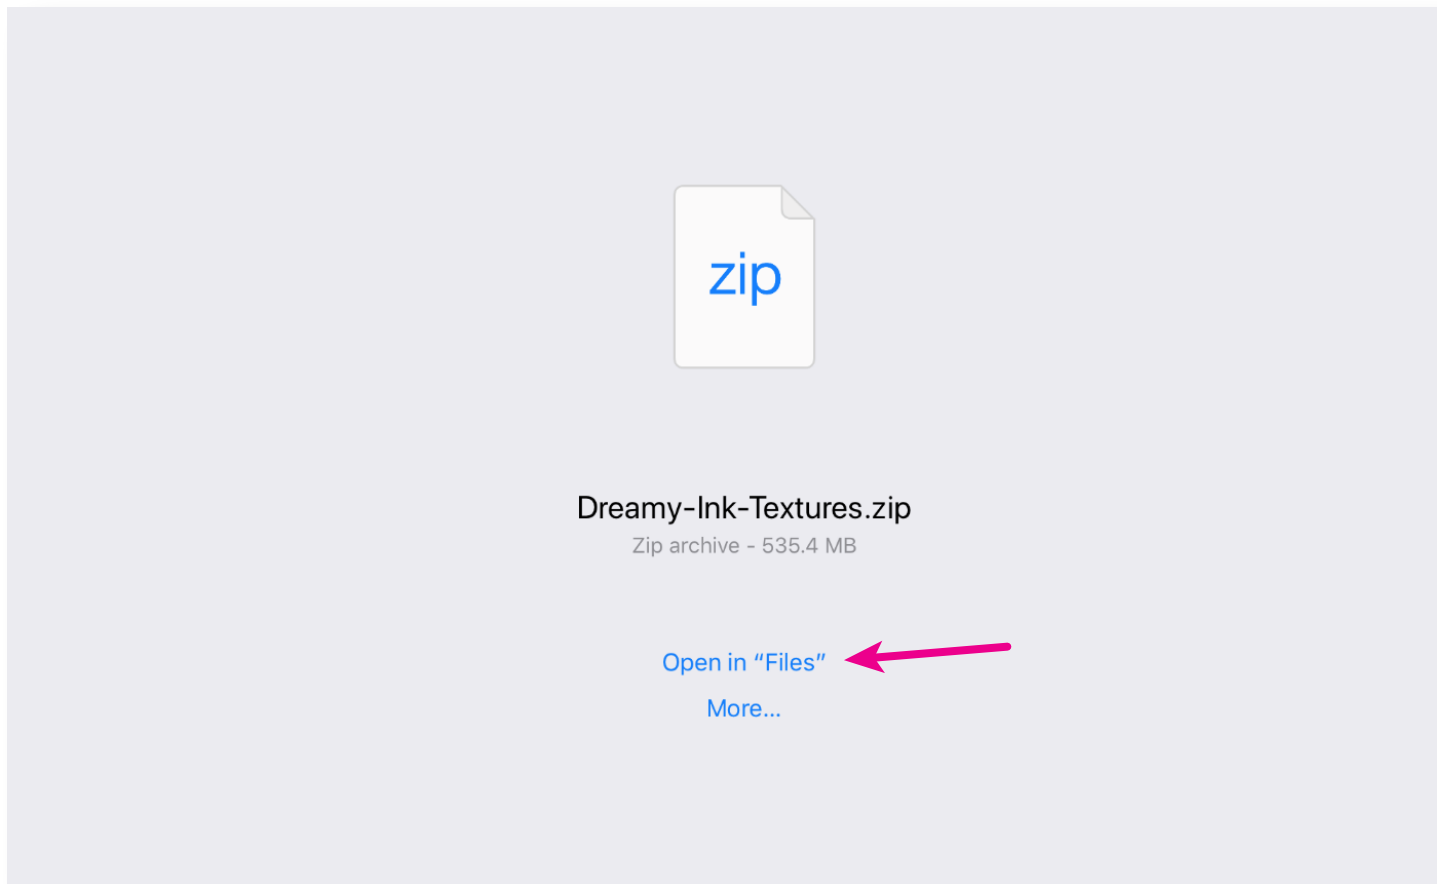 zip
Dreamy-Ink-Textures.zip
Zip archive - 535.4 MB
Open in “Files”
More...